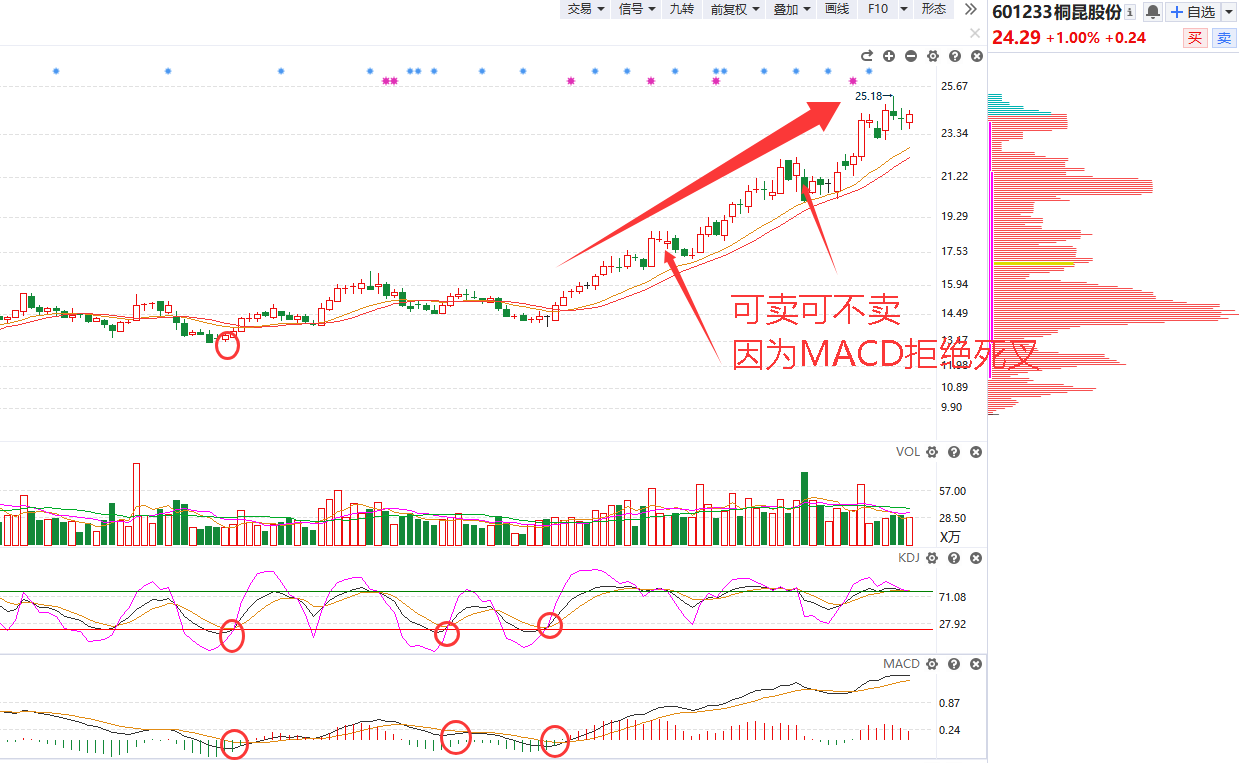 交易 信号 九转 前复权 叠加 画线 F10 形态
601233桐昆股份 自选
24.29 +1.00% +0.24 买 卖
25.67
25.18
23.34
21.22
19.29
17.53
15.94
可卖可不卖
14.49
13.47
因为MACD拒绝死叉
11.88
10.89
9.90
VOL
57.00
28.50
X万
KDJ
71.08
27.92
MACD
0.87
0.24